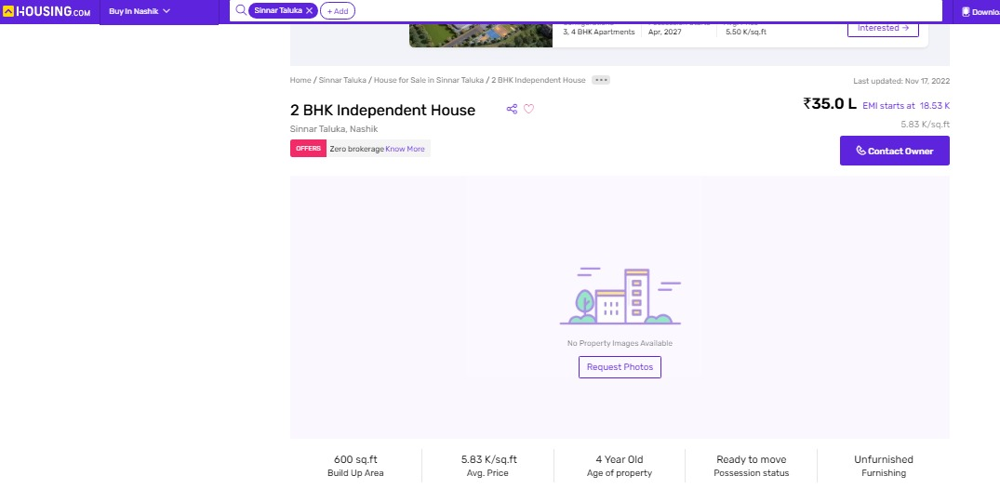 HOUSING.COM
Buy In Nashik
Sinnar Taluka
+ Add
3, 4 BHK Apartments
Apr, 2027
5.50 K/sq.ft
Interested →
Home / Sinnar Taluka / House for Sale in Sinnar Taluka / 2 BHK Independent House
Last updated: Nov 17, 2022
2 BHK Independent House
₹35.0 L EMI starts at 18.53 K
Sinnar Taluka, Nashik
5.83 K/sq.ft
OFFERS Zero brokerage Know More
Contact Owner
No Property Images Available
Request Photos
600 sq.ft
Build Up Area
5.83 K/sq.ft
Avg. Price
4 Year Old
Age of property
Ready to move
Possession status
Unfurnished
Furnishing